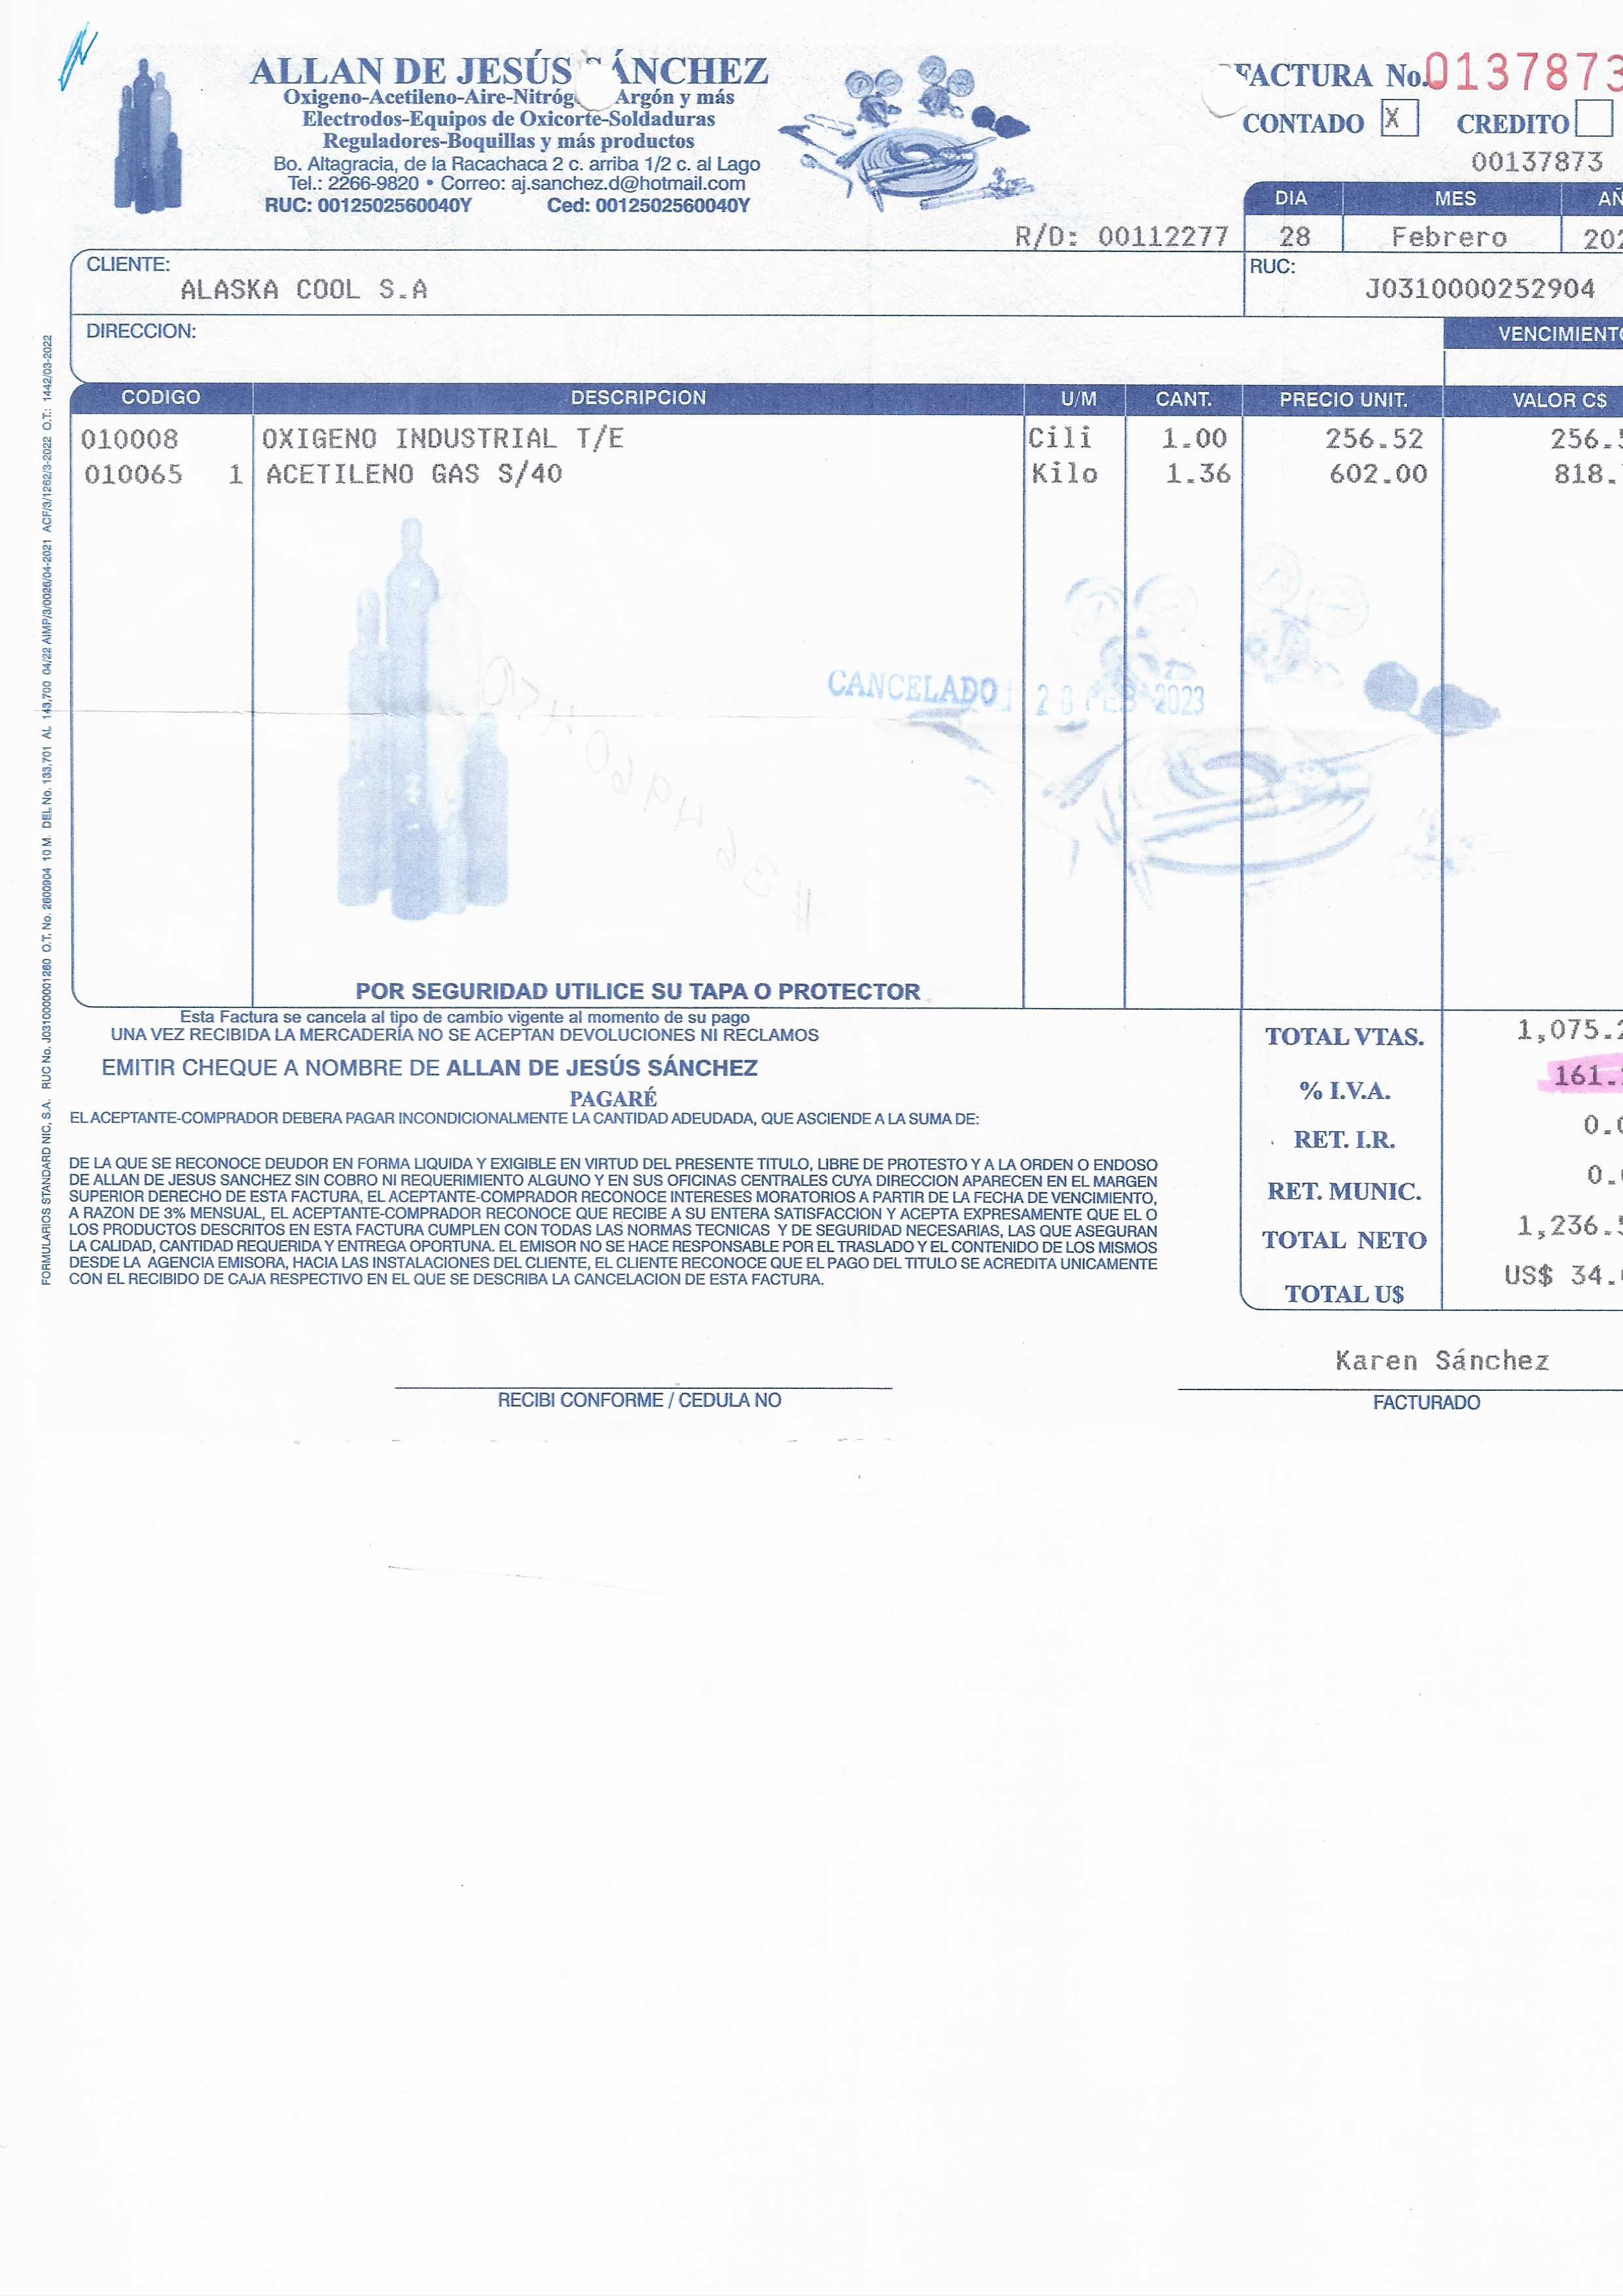 ALLAN DE JESÚS ÁNCHEZ
Oxigeno-Acetileno-Aire-Nitróg Argón y más
Electrodos-Equipos de Oxicorte-Soldaduras
Reguladores-Boquillas y más productos
Bo. Altagracia, de la Racachaca 2 c. arriba 1/2 c. al Lago
Tel.: 2266-9820 • Correo: aj.sanchez.d@hotmail.com
RUC: 0012502560040Y Ced: 0012502560040Y
FACTURA No. 0137873
CONTADO X CREDITO
00137873
R/D: 00112277
DIA MES AÑ
28 Febrero 202
CLIENTE:
ALASKA COOL S.A
RUC:
J0310000252904
DIRECCION:
VENCIMIENTO
CODIGO DESCRIPCION U/M CANT. PRECIO UNIT. VALOR C$
010008 OXIGENO INDUSTRIAL T/E Cili 1.00 256.52 256.5
010065 1 ACETILENO GAS S/40 Kilo 1.36 602.00 818.
CANCELADO 28 FEB 2023
POR SEGURIDAD UTILICE SU TAPA O PROTECTOR
Esta Factura se cancela al tipo de cambio vigente al momento de su pago
UNA VEZ RECIBIDA LA MERCADERÍA NO SE ACEPTAN DEVOLUCIONES NI RECLAMOS
EMITIR CHEQUE A NOMBRE DE ALLAN DE JESÚS SÁNCHEZ
PAGARÉ
EL ACEPTANTE-COMPRADOR DEBERA PAGAR INCONDICIONALMENTE LA CANTIDAD ADEUDADA, QUE ASCIENDE A LA SUMA DE:
DE LA QUE SE RECONOCE DEUDOR EN FORMA LIQUIDA Y EXIGIBLE EN VIRTUD DEL PRESENTE TITULO, LIBRE DE PROTESTO Y A LA ORDEN O ENDOSO
DE ALLAN DE JESUS SANCHEZ SIN COBRO NI REQUERIMIENTO ALGUNO Y EN SUS OFICINAS CENTRALES CUYA DIRECCION APARECEN EN EL MARGEN
SUPERIOR DERECHO DE ESTA FACTURA, EL ACEPTANTE-COMPRADOR RECONOCE INTERESES MORATORIOS A PARTIR DE LA FECHA DE VENCIMIENTO,
A RAZON DE 3% MENSUAL, EL ACEPTANTE-COMPRADOR RECONOCE QUE RECIBE A SU ENTERA SATISFACCION Y ACEPTA EXPRESAMENTE QUE EL O
LOS PRODUCTOS DESCRITOS EN ESTA FACTURA CUMPLEN CON TODAS LAS NORMAS TECNICAS Y DE SEGURIDAD NECESARIAS, LAS QUE ASEGURAN
LA CALIDAD, CANTIDAD REQUERIDA Y ENTREGA OPORTUNA. EL EMISOR NO SE HACE RESPONSABLE POR EL TRASLADO Y EL CONTENIDO DE LOS MISMOS
DESDE LA AGENCIA EMISORA, HACIA LAS INSTALACIONES DEL CLIENTE, EL CLIENTE RECONOCE QUE EL PAGO DEL TITULO SE ACREDITA UNICAMENTE
CON EL RECIBIDO DE CAJA RESPECTIVO EN EL QUE SE DESCRIBA LA CANCELACION DE ESTA FACTURA.
TOTAL VTAS. 1,075.2
% I.V.A. 161.
RET. I.R. 0.0
RET. MUNIC. 0.
TOTAL NETO 1,236.5
TOTAL U$ US$ 34.
Karen Sánchez
RECIBI CONFORME / CEDULA NO
FACTURADO
FORMULARIOS STANDARD NIC, S.A. RUC No. J0310000001260 O.T. No. 2600904 10 M. DEL No. 133,701 AL 143,700 04/22 AIMP/3/0026/04-2021 ACF/3/1262/3-2022 O.T.: 1442/03-2022